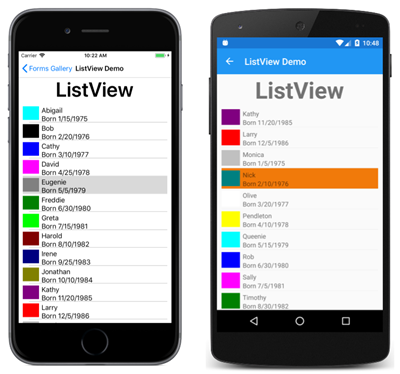 Carrier 10:22 AM
Forms Gallery ListView Demo
ListView
Abigail
Born 1/15/1975
Bob
Born 2/20/1976
Cathy
Born 3/10/1977
David
Born 4/25/1978
Eugenie
Born 5/5/1979
Freddie
Born 6/30/1980
Greta
Born 7/15/1981
Harold
Born 8/10/1982
Irene
Born 9/25/1983
Jonathan
Born 10/10/1984
Kathy
Born 11/20/1985
Larry
Born 12/5/1986
10:48
ListView Demo
ListView
Kathy
Born 11/20/1985
Larry
Born 12/5/1986
Monica
Born 1/5/1975
Nick
Born 2/10/1976
Olive
Born 3/20/1977
Pendleton
Born 4/10/1978
Queenie
Born 5/15/1979
Rob
Born 6/30/1980
Sally
Born 7/5/1981
Timothy
Born 8/30/1982